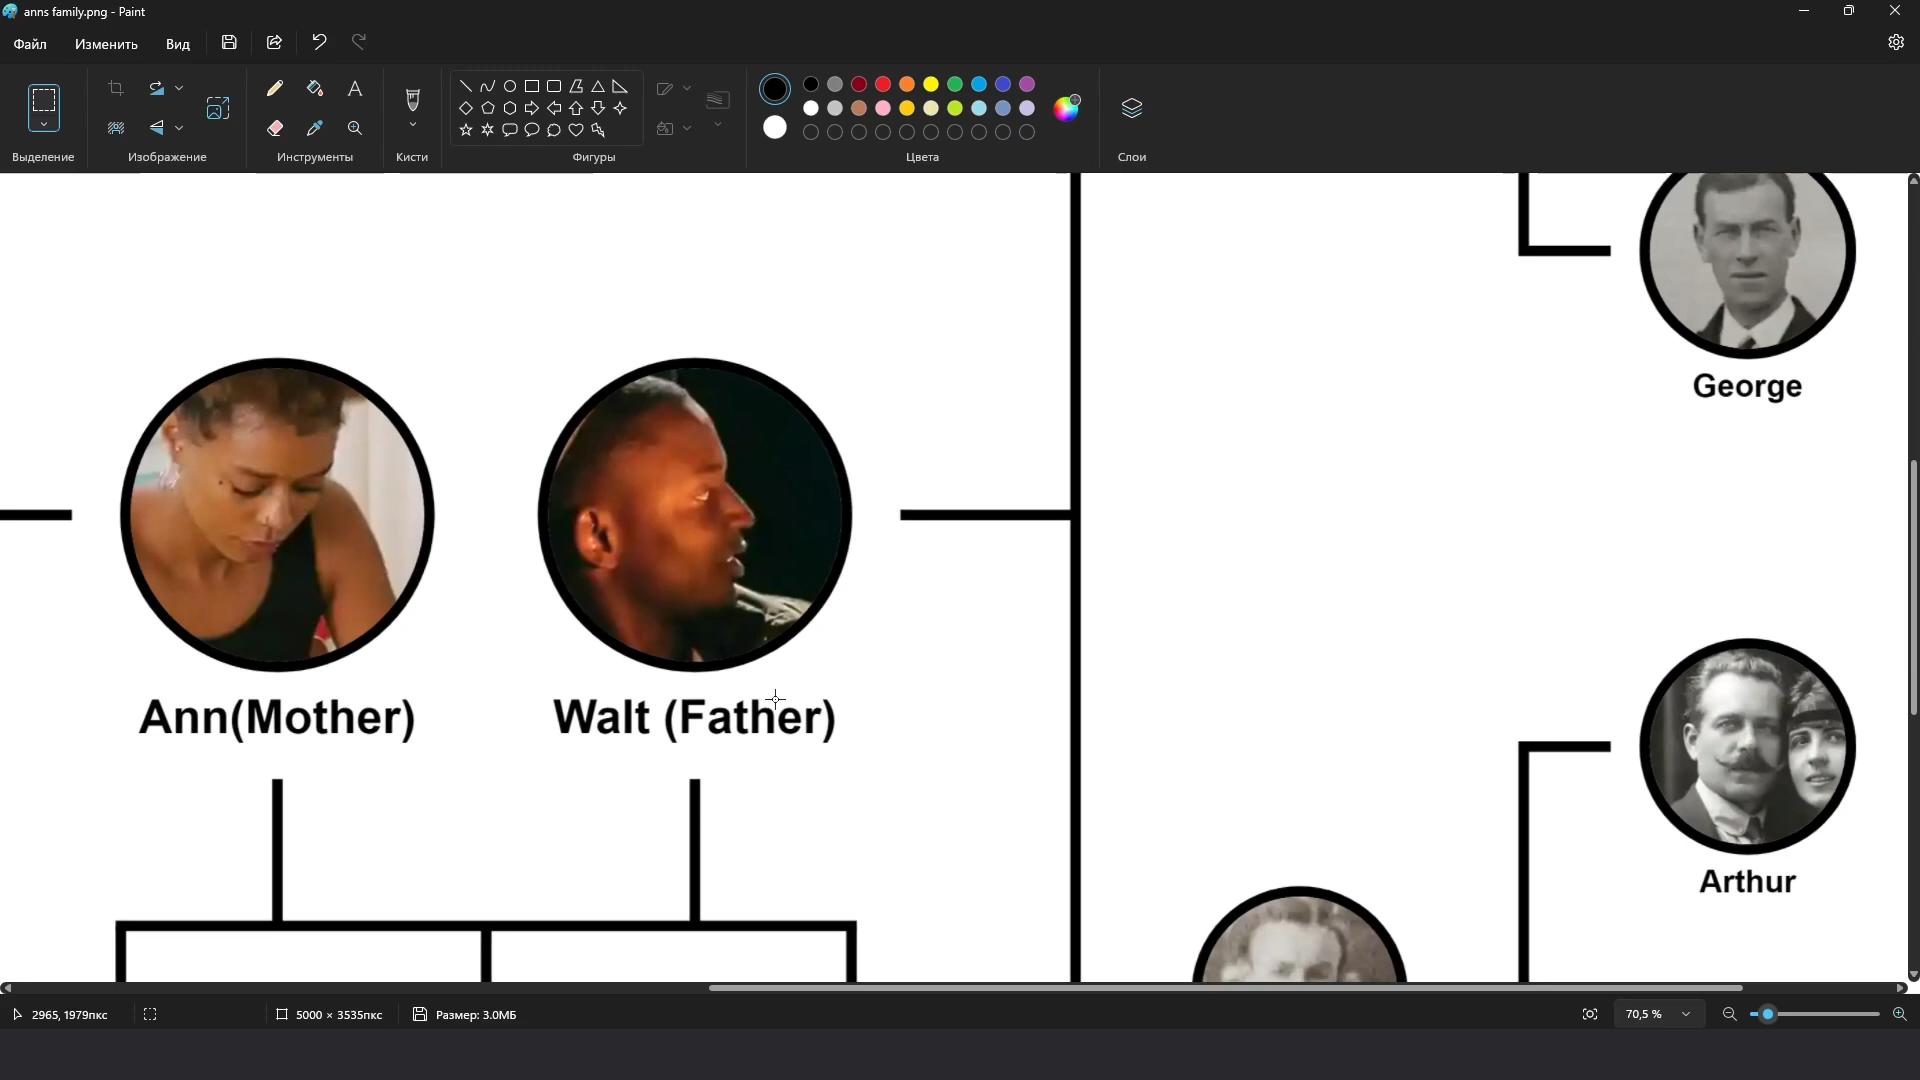 anns family.png - Paint
Файл Изменить Вид
Выделение Изображение Инструменты Кисти Фигуры Цвета Слои
George
Ann(Mother) Walt (Father)
Arthur
2965, 1979пкс 5000 × 3535пкс Размер: 3.0МБ 70,5 %